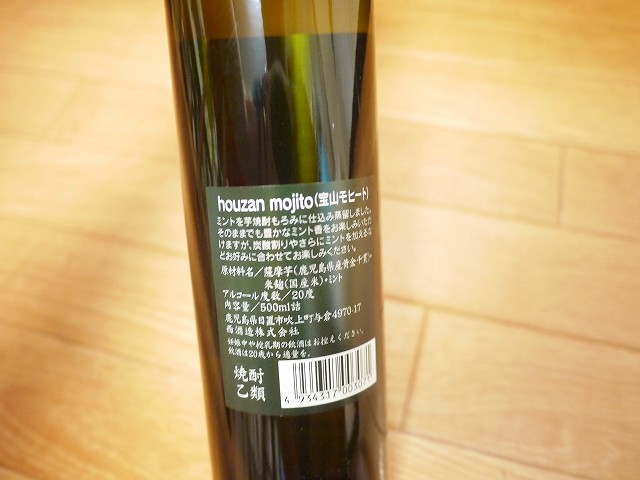 houzan mojito(宝山モヒート)
ミントを芋焼酎もろみに仕込み蒸留しました。
そのままでも豊かなミント香をお楽しみいただ
けますが、炭酸割りやさらにミントを加えるな
どお好みに合わせてお楽しみください。
原材料名/薩摩芋(鹿児島県産黄金千貫)・
米麹(国産米)・ミント
アルコール度数/20度
内容量/500ml詰
鹿児島県日置市吹上町与倉4970-17
西酒造株式会社
妊娠中や授乳期の飲酒はお控えください。
飲酒は20歳から適量を。
焼酎
乙類
4 934317 003071